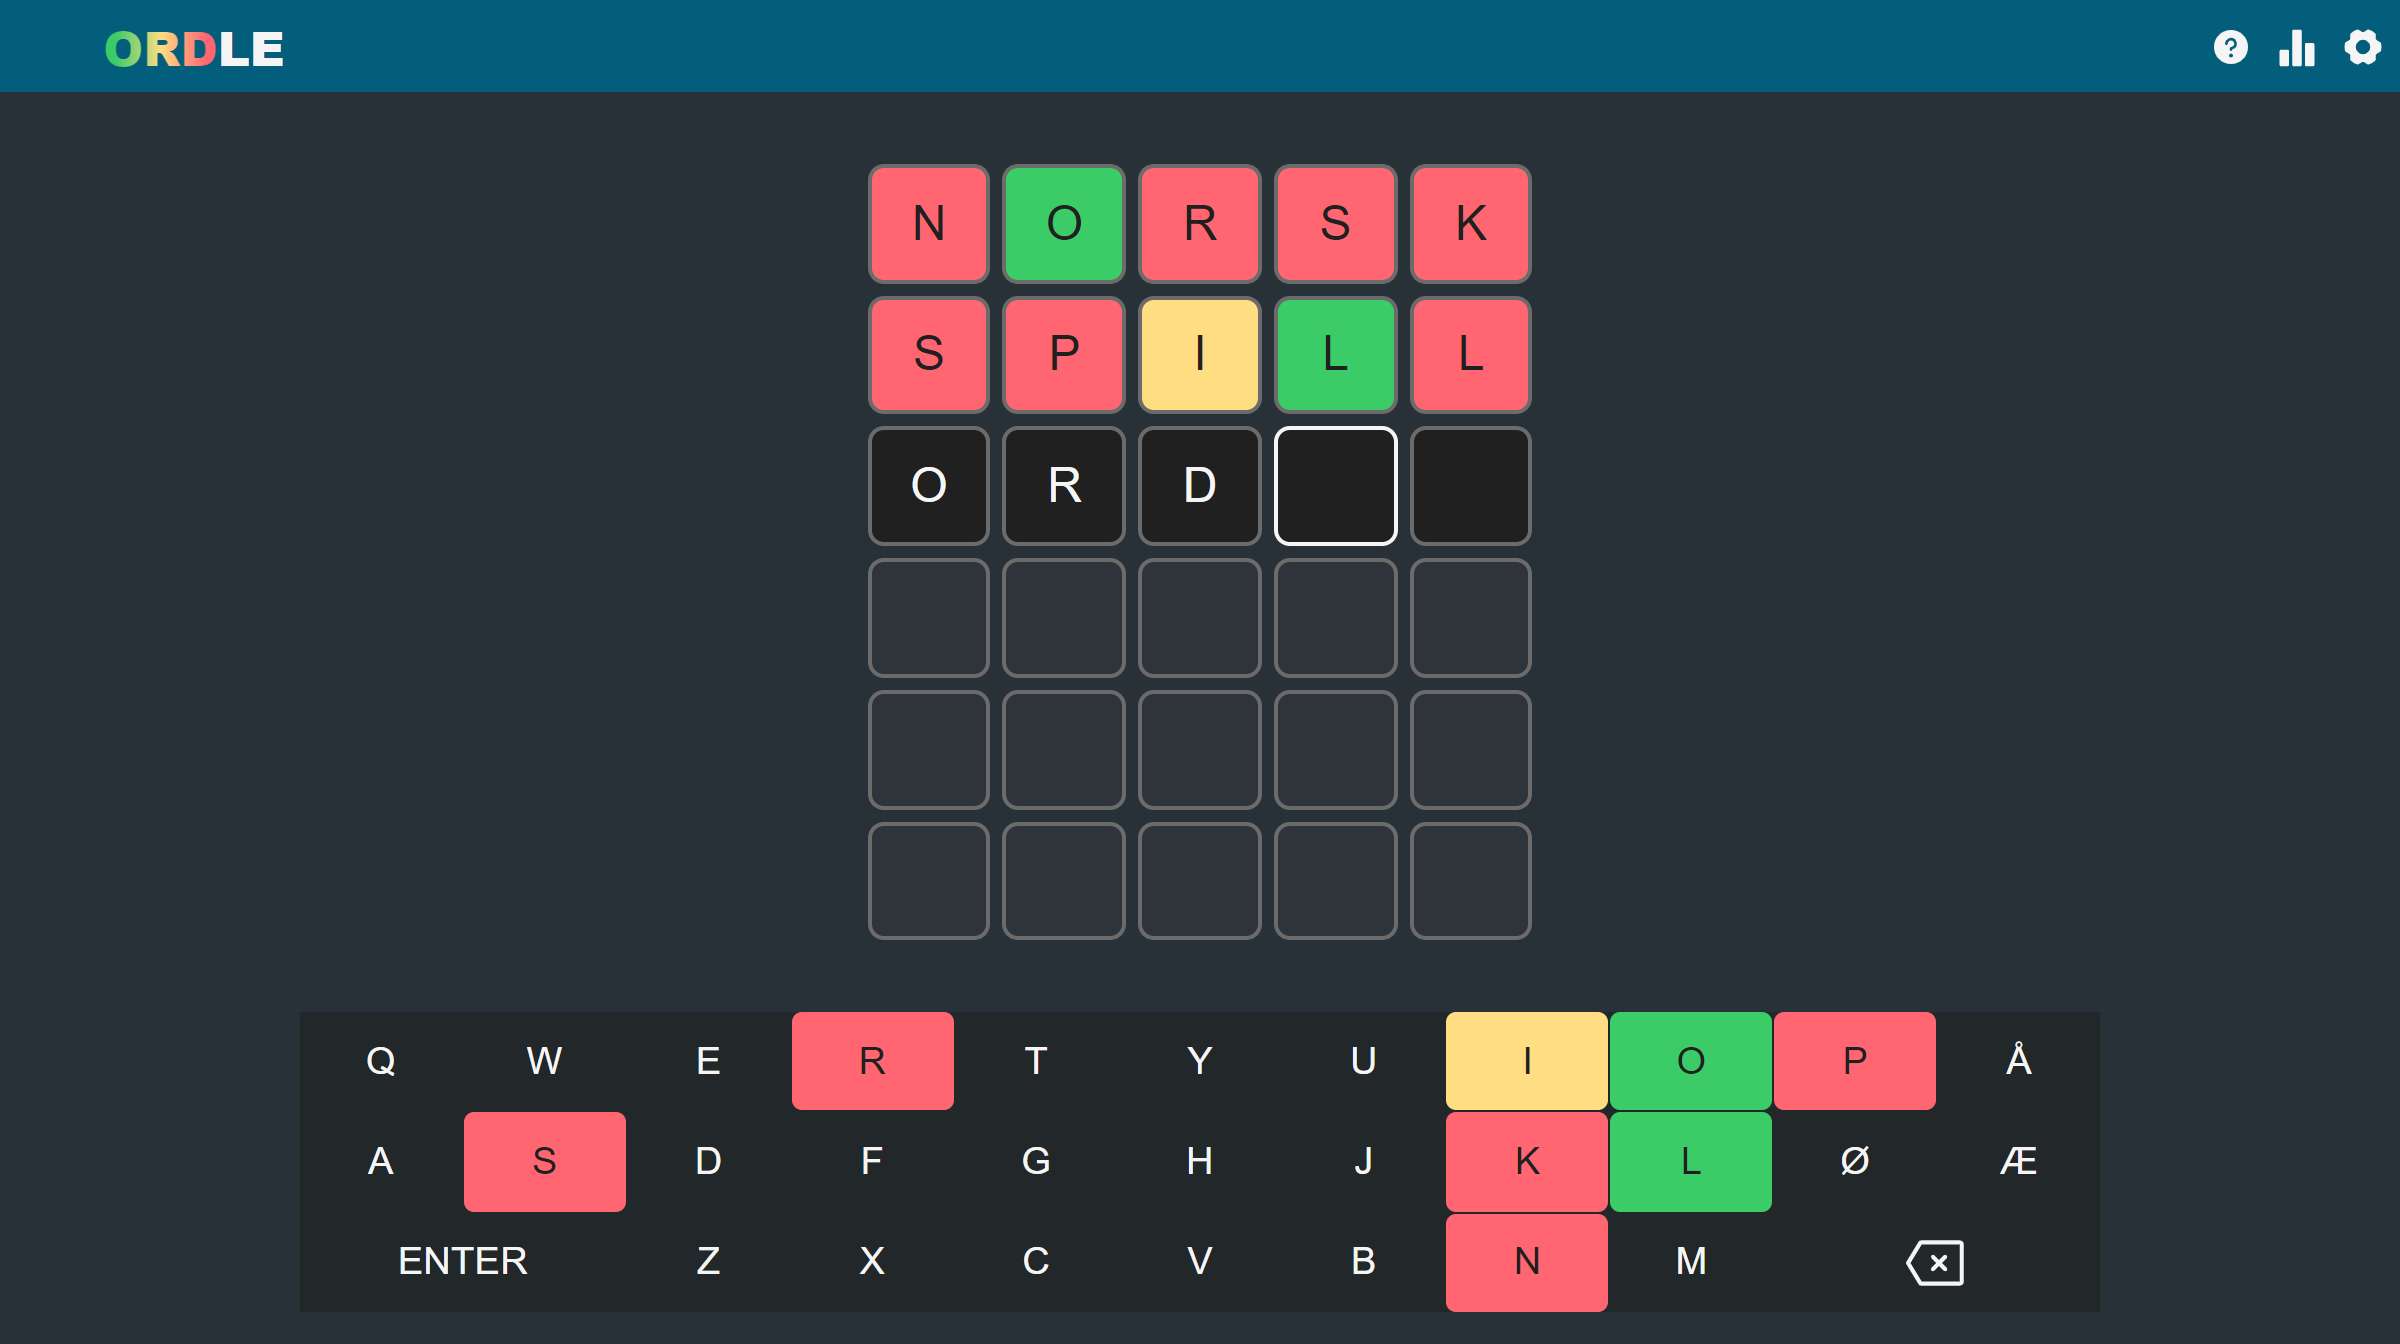 ORDLE
?
N O R S K
S P I L L
O R D
Q W E R T Y U I O P Å
A S D F G H J K L Ø Æ
ENTER Z X C V B N M